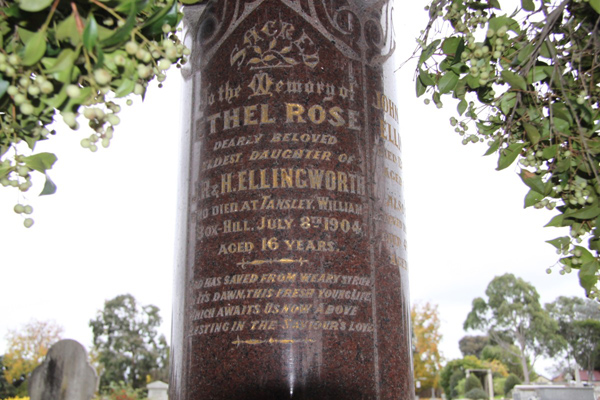 SACRED
to the Memory of
ETHEL ROSE
DEARLY BELOVED
ELDEST DAUGHTER OF
R & H. ELLINGWORTH
WHO DIED AT TANSLEY, WILLIAM
BOX-HILL, JULY 8TH 1904,
AGED 16 YEARS.
HAS SAVED FROM WEARY STRIFE
ITS DAWN, THIS FRESH YOUNG LIFE,
WHICH AWAITS US NOW ABOVE
RESTING IN THE SAVIOUR'S LOVE.
JOHN
ELL